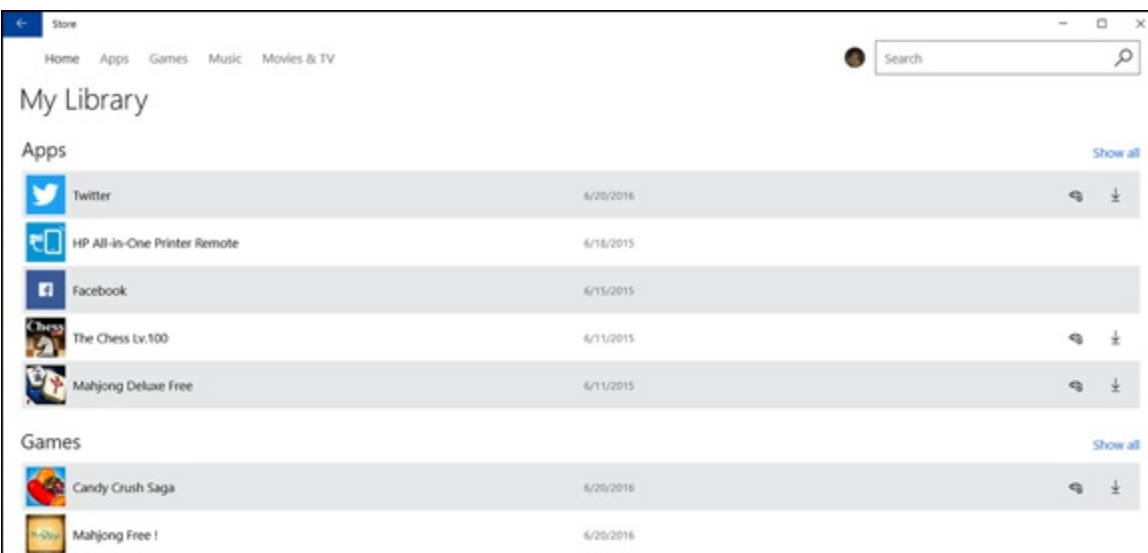 Store
Home Apps Games Music Movies & TV Search
My Library
Apps Show all
Twitter 6/20/2016
HP All-in-One Printer Remote 6/18/2015
Facebook 6/15/2015
Chess The Chess Lv.100 6/11/2015
Mahjong Deluxe Free 6/11/2015
Games Show all
Candy Crush Saga 6/20/2016
Mahjong Free ! 6/20/2016